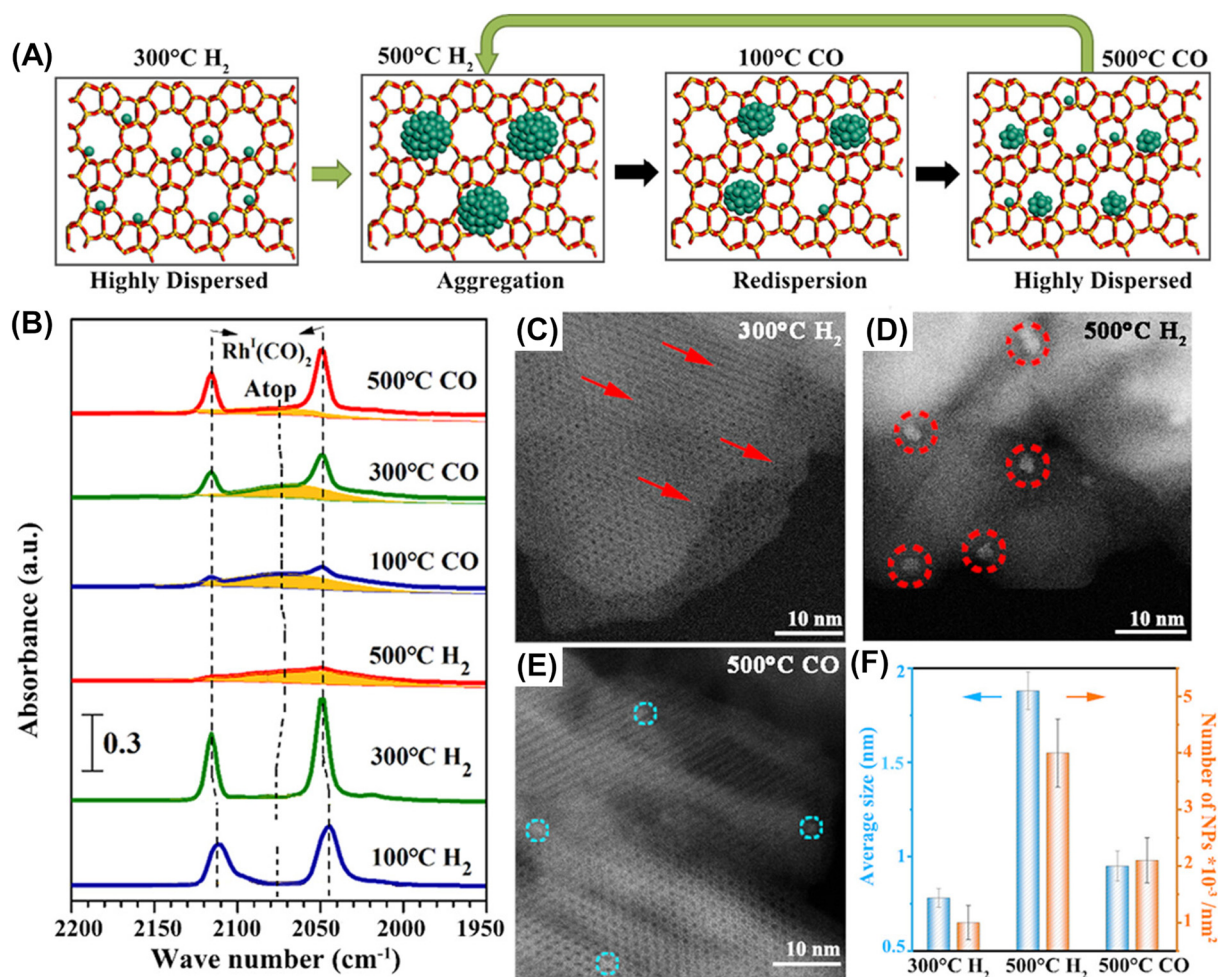 (A)
300°C H₂
500°C H₂
100°C CO
500°C CO
Highly Dispersed
Aggregation
Redispersion
Highly Dispersed
(B)
Rhᴵ(CO)₂
Atop
500°C CO
300°C CO
100°C CO
500°C H₂
0.3
300°C H₂
100°C H₂
Absorbance (a.u.)
2200 2150 2100 2050 2000 1950
Wave number (cm⁻¹)
(C)
300°C H₂
10 nm
(D)
500°C H₂
10 nm
(E)
500°C CO
10 nm
(F)
2
1.5
1
0.5
Average size (nm)
5
4
3
2
1
Number of NPs *10⁻³ /nm²
300°C H₂ 500°C H₂ 500°C CO